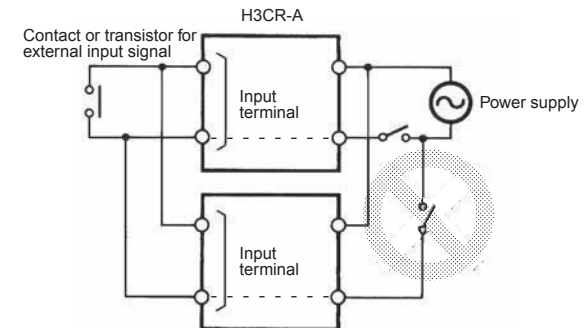 H3CR-A
Contact or transistor for
external input signal
Input
terminal
Power supply
Input
terminal